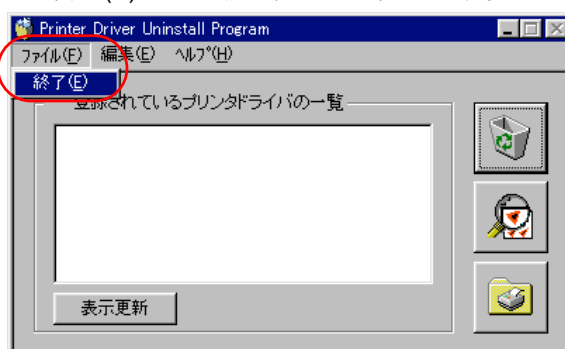 Printer Driver Uninstall Program
ファイル(F) 編集(E) ヘルプ(H)
終了(E)
登録されているプリンタドライバの一覧
表示更新